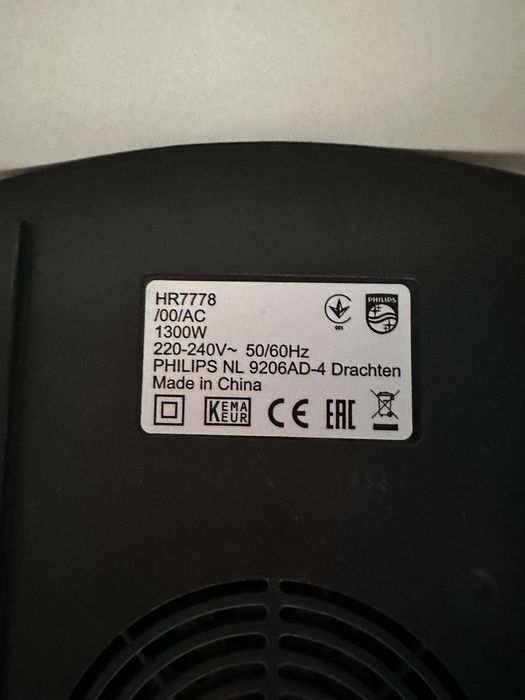 HR7778
/00/AC
1300W
220-240V~ 50/60Hz
PHILIPS NL 9206AD-4 Drachten
Made in China
001
PHILIPS
KEMA
KEUR
CE
EAC